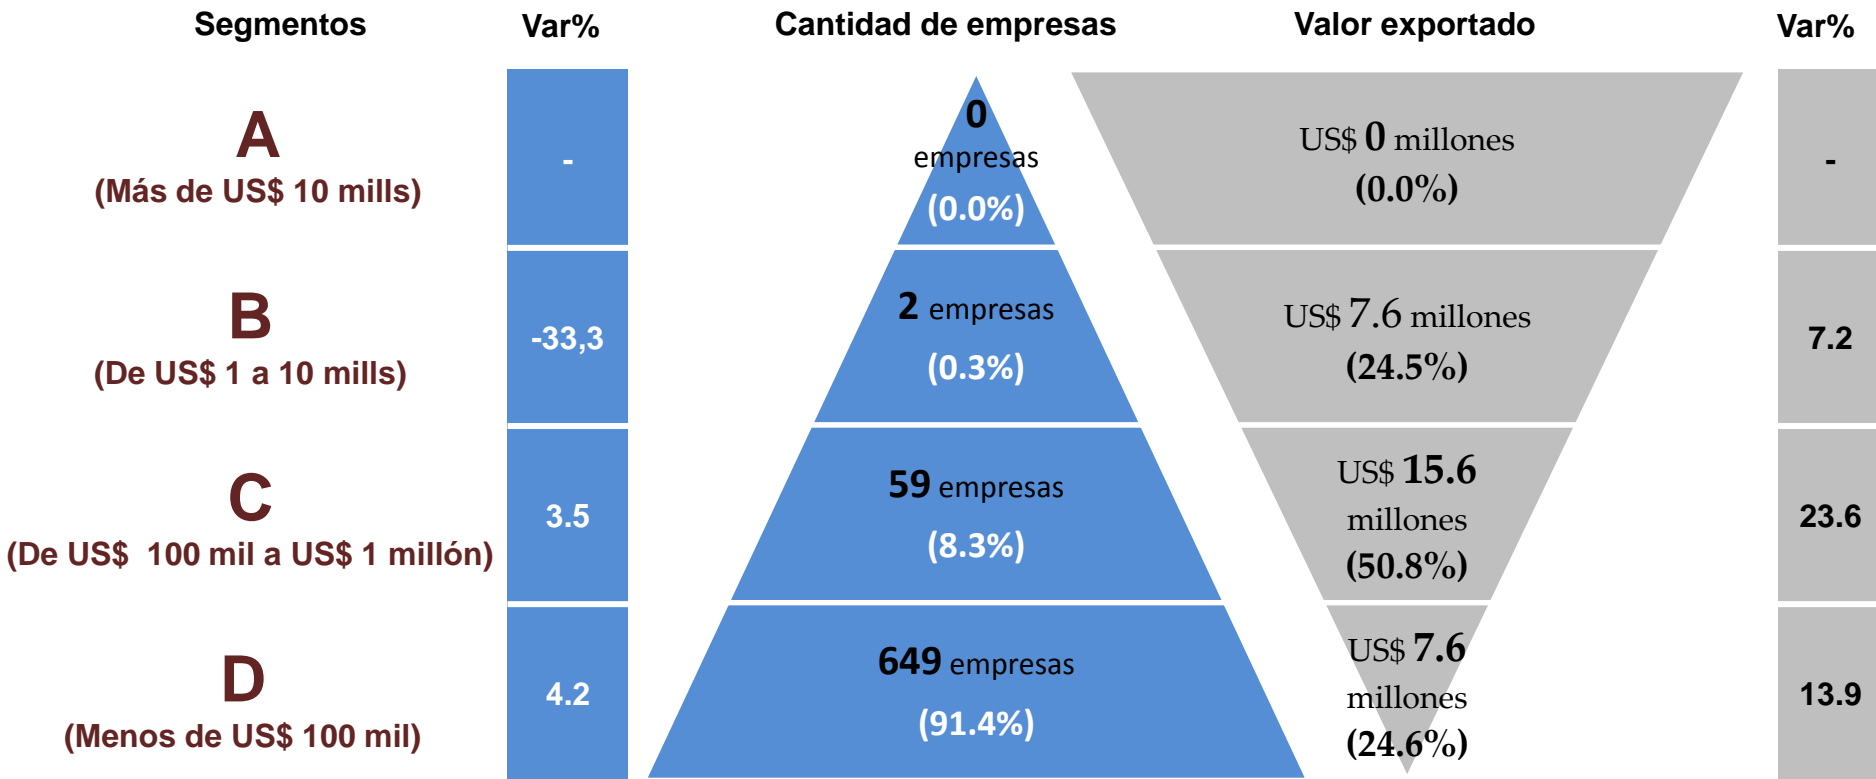 Segmentos
Var%
Cantidad de empresas
Valor exportado
Var%
A
(Más de US$ 10 mills)
-
0
empresas
(0.0%)
US$ 0 millones
(0.0%)
-
B
(De US$ 1 a 10 mills)
-33,3
2 empresas
(0.3%)
US$ 7.6 millones
(24.5%)
7.2
C
(De US$ 100 mil a US$ 1 millón)
3.5
59 empresas
(8.3%)
US$ 15.6
millones
(50.8%)
23.6
D
(Menos de US$ 100 mil)
4.2
649 empresas
(91.4%)
US$ 7.6
millones
(24.6%)
13.9